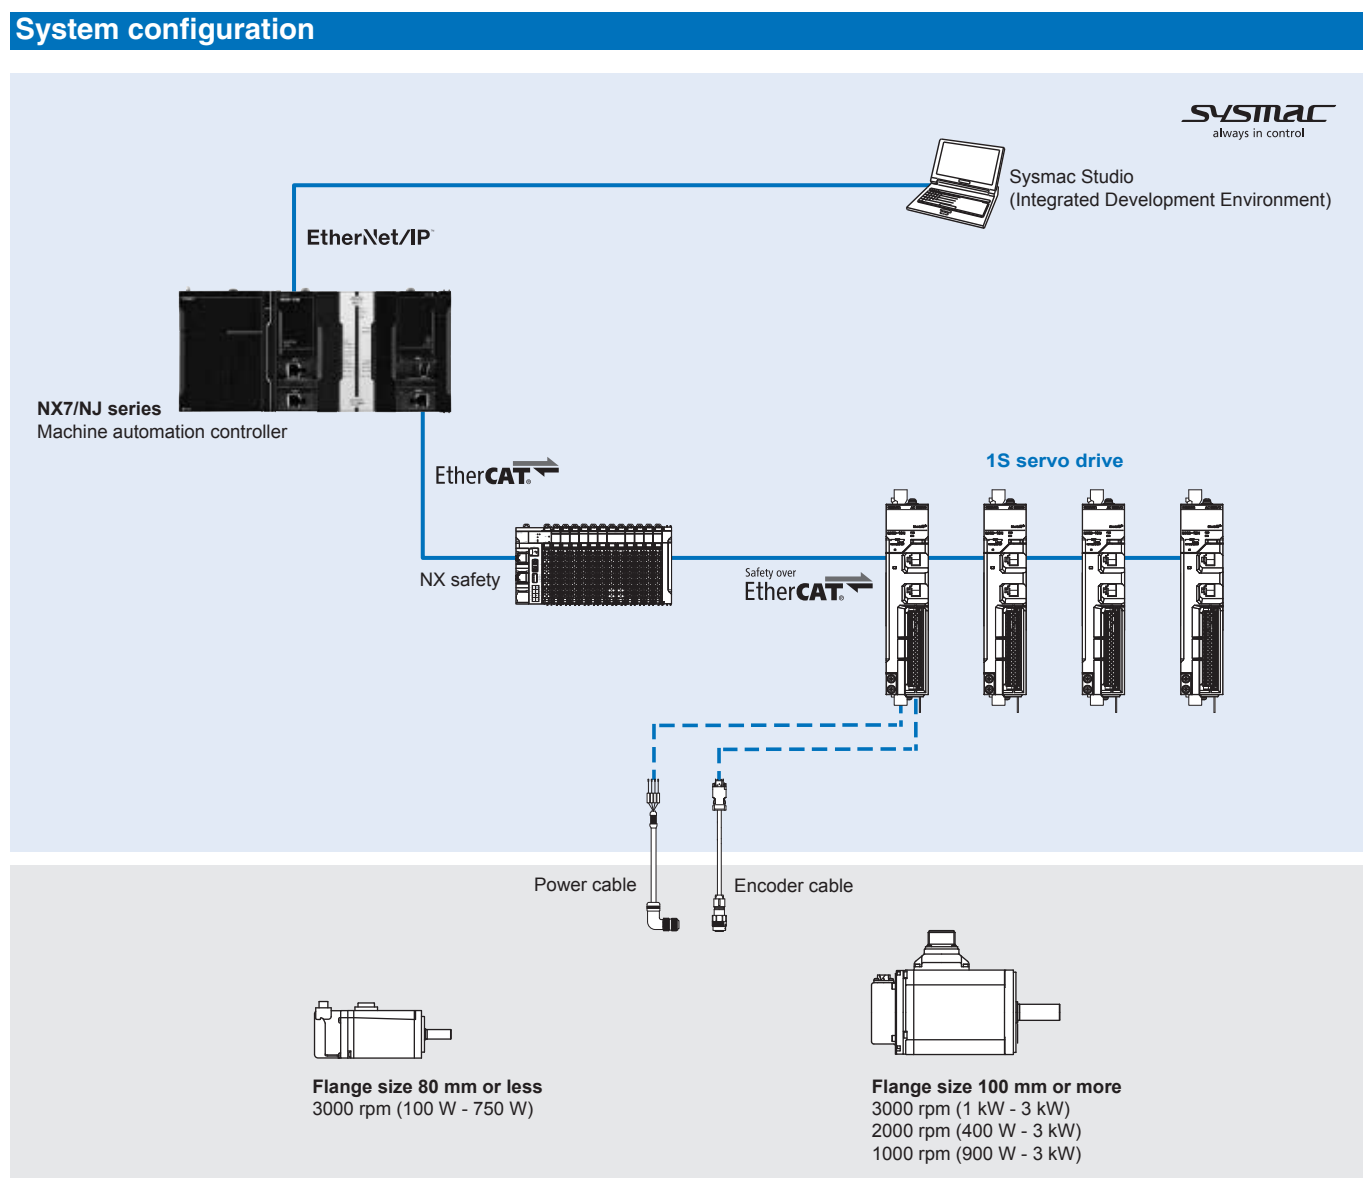 System configuration
sysmac
always in control
Sysmac Studio
(Integrated Development Environment)
EtherNet/IP™
NX7/NJ series
Machine automation controller
EtherCAT®
1S servo drive
NX safety
Safety over
EtherCAT®
Power cable
Encoder cable
Flange size 80 mm or less
3000 rpm (100 W - 750 W)
Flange size 100 mm or more
3000 rpm (1 kW - 3 kW)
2000 rpm (400 W - 3 kW)
1000 rpm (900 W - 3 kW)